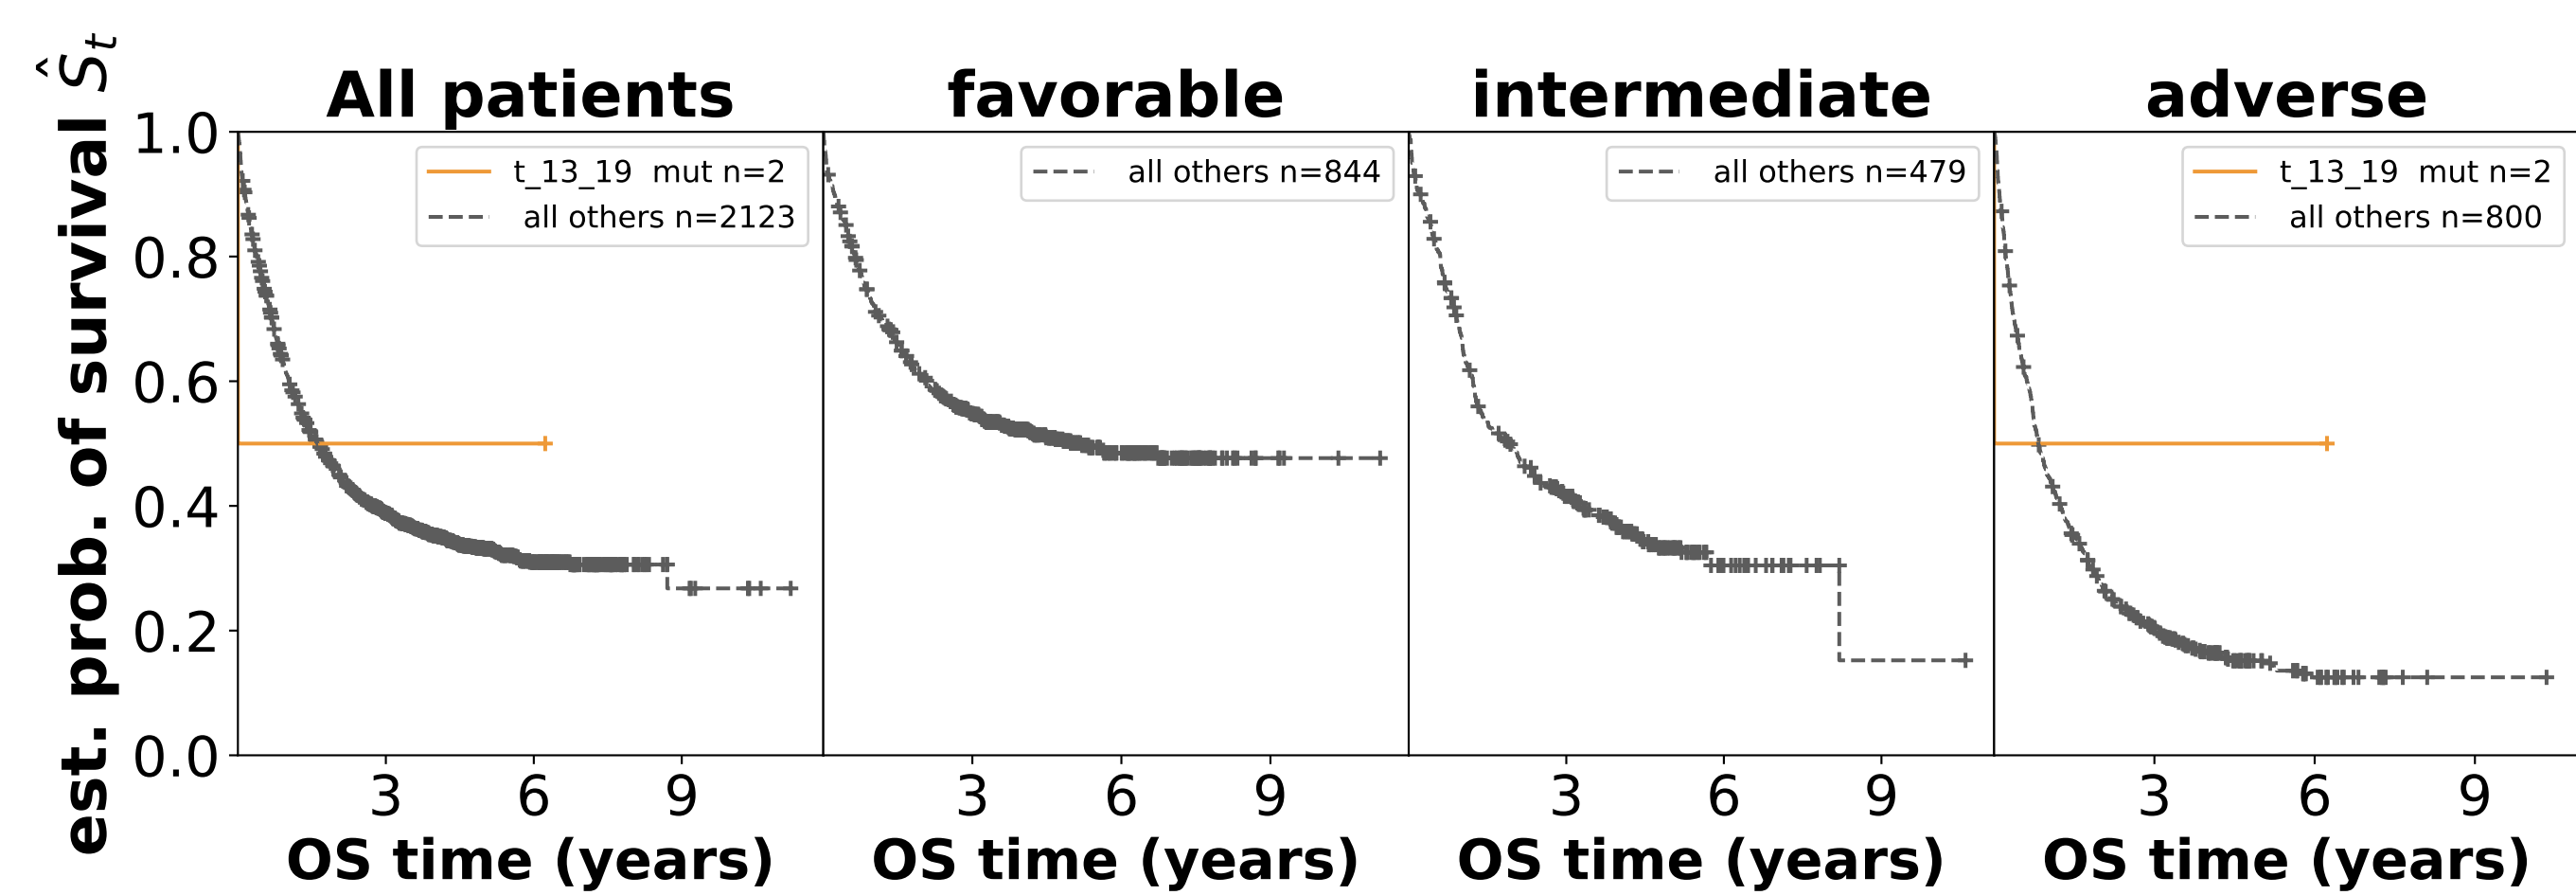 All patients favorable intermediate adverse
est. prob. of survival Ŝt
1.0
0.8
0.6
0.4
0.2
0.0
t_13_19 mut n=2
all others n=2123
all others n=844
all others n=479
t_13_19 mut n=2
all others n=800
3 6 9 3 6 9 3 6 9 3 6 9
OS time (years) OS time (years) OS time (years) OS time (years)